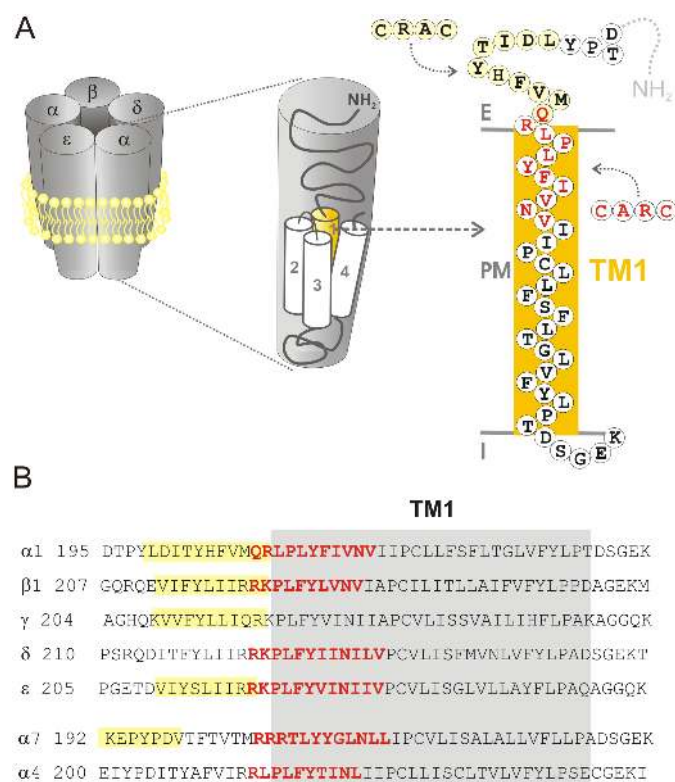 A
C R A C
T I D L Y P T D
NH2
Y H F V M
β
α δ
ε α
NH2
E
Q
R L
L P
Y F I
V
N V I
C A R C
1
2 3 4
PM
TM1
I
P C L
L
F S F
L
T G L
V
F Y L
P
T D S G E K
I
B
TM1
α1 195 DTPYLDITYHFVMQRLPLYFIVNVIIPCLLFSFLTGLVFYLPTDSGEK
β1 207 GQRQEVIFYLIIRRKPLFYLVNVIAPCILITLLAIFVFYLPPDAGEKM
γ 204 AGHQKVVFYLLIQRKPLFYVINIIAPCVLISSVAILIHFLPAKAGGQK
δ 210 PSRQDITFYLIIRRKPLFYIINILVPCVLISFMVNLVFYLPADSGEKT
ε 205 PGETDVIYSLIIRRKPLFYVINIIVPCVLISGLVLLAYFLPAQAGGQK
α7 192 KEPYPDVTFTVTMRRRTLYYGLNLLIPCVLISALALLVFLLPADSGEK
α4 200 EIYPDITYAFVIRRLPLFYTINLIIPCLLISCLTVLVFYLPSECGEKI